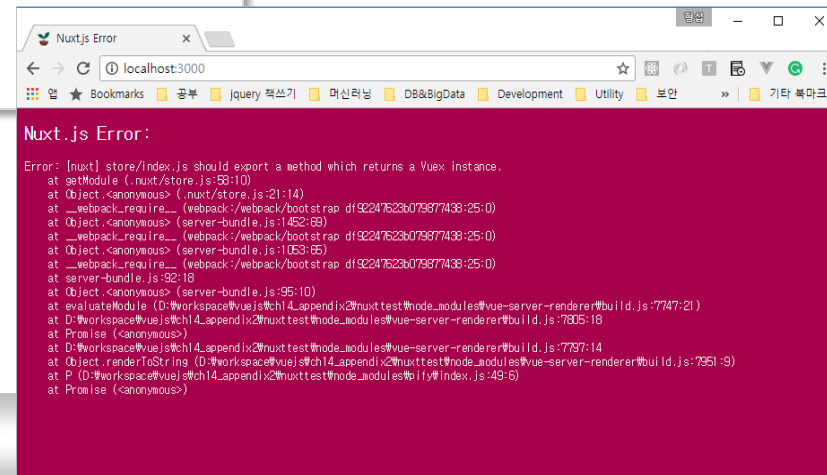 형섭
Nuxt.js Error
localhost:3000
앱 Bookmarks 공부 jquery 책쓰기 머신러닝 DB&BigData Development Utility 보안 » 기타 북마크
Nuxt.js Error:
Error: [nuxt] store/index.js should export a method which returns a Vuex instance.
at getModule (.nuxt/store.js:58:10)
at Object.<anonymous> (.nuxt/store.js:21:14)
at __webpack_require__ (webpack:/webpack/bootstrap df92247623b079877438:25:0)
at Object.<anonymous> (server-bundle.js:1452:69)
at __webpack_require__ (webpack:/webpack/bootstrap df92247623b079877438:25:0)
at Object.<anonymous> (server-bundle.js:1053:65)
at __webpack_require__ (webpack:/webpack/bootstrap df92247623b079877438:25:0)
at server-bundle.js:92:18
at Object.<anonymous> (server-bundle.js:95:10)
at evaluateModule (D:₩workspace₩vuejs₩ch14_appendix2₩nuxttest₩node_modules₩vue-server-renderer₩build.js:7747:21)
at D:₩workspace₩vuejs₩ch14_appendix2₩nuxttest₩node_modules₩vue-server-renderer₩build.js:7805:18
at Promise (<anonymous>)
at D:₩workspace₩vuejs₩ch14_appendix2₩nuxttest₩node_modules₩vue-server-renderer₩build.js:7797:14
at Object.renderToString (D:₩workspace₩vuejs₩ch14_appendix2₩nuxttest₩node_modules₩vue-server-renderer₩build.js:7951:9)
at P (D:₩workspace₩vuejs₩ch14_appendix2₩nuxttest₩node_modules₩pify₩index.js:49:6)
at Promise (<anonymous>)